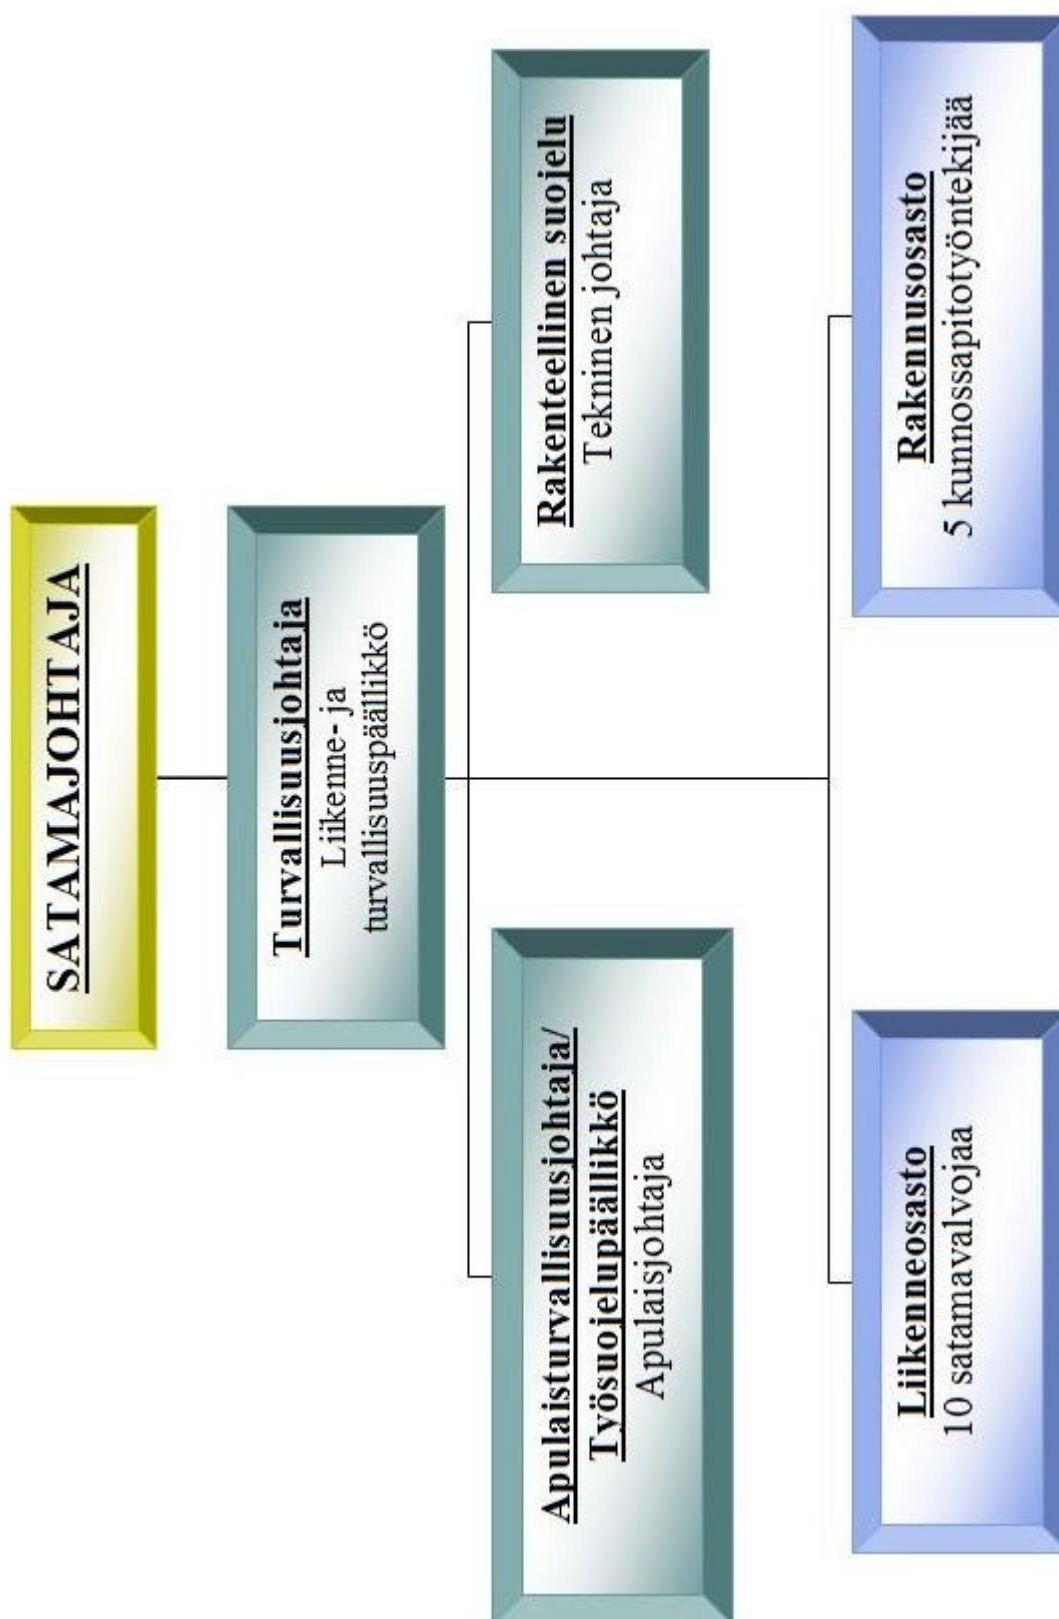 SATAMAJOHTAJA
Turvallisuusjohtaja
Liikenne- ja
turvallisuuspäällikkö
Apulaisturvallisuusjohtaja/
Työsuojelupäällikkö
Apulaisjohtaja
Rakenteellinen suojelu
Tekninen johtaja
Liikenneosasto
10 satamavalvojaa
Rakennusosasto
5 kunnossapitotyöntekijää